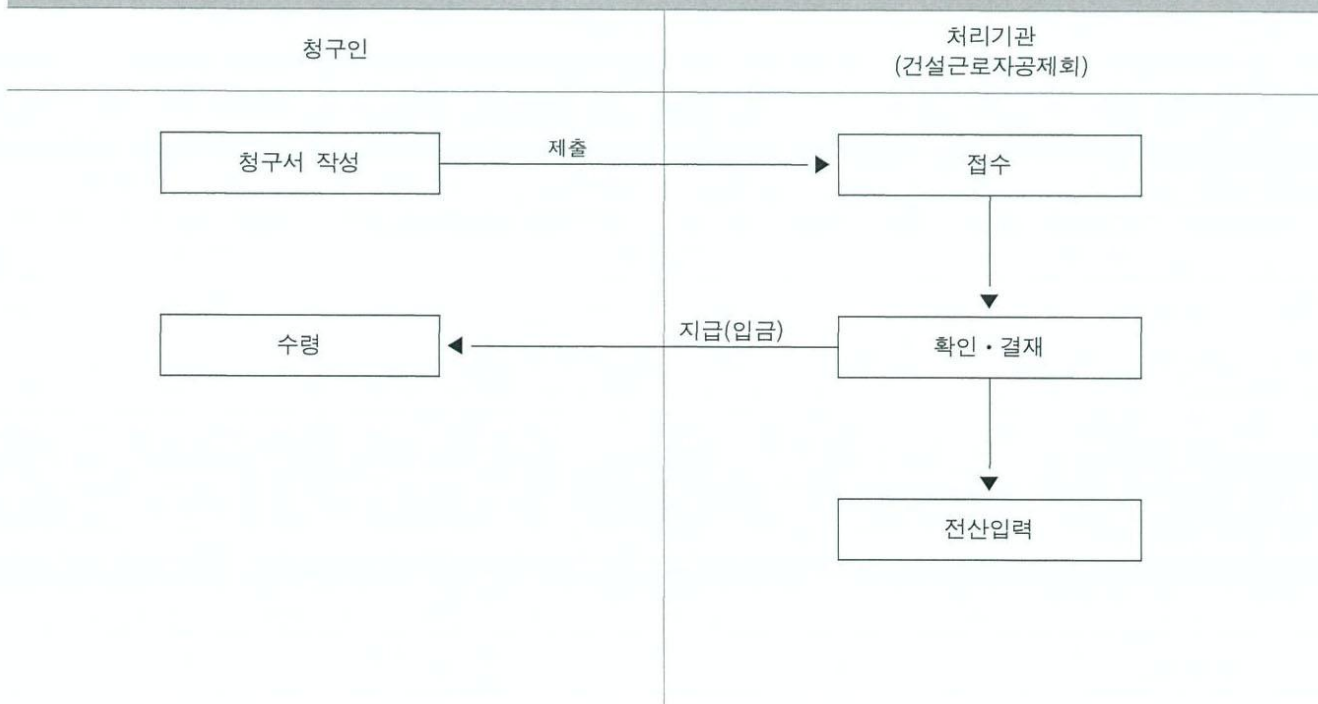 청구인
처리기관
(건설근로자공제회)
청구서 작성
제출
접수
수령
지급(입금)
확인・결재
전산입력